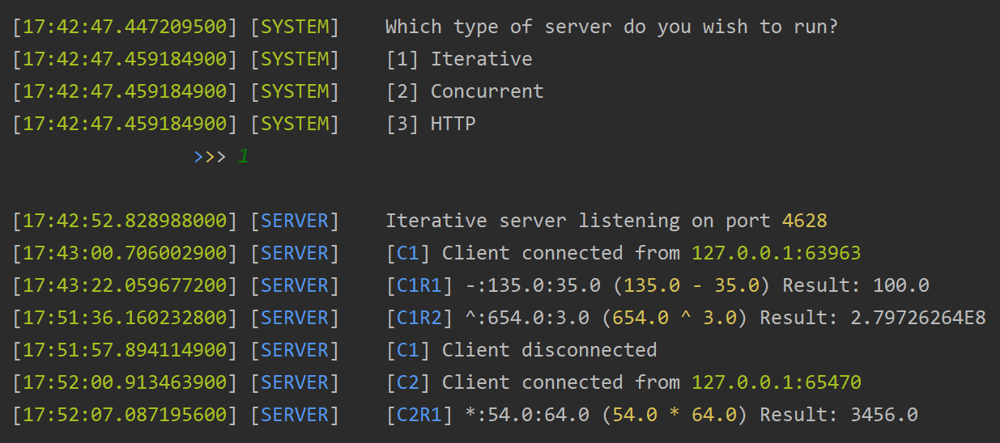 [17:42:47.447209500] [SYSTEM] Which type of server do you wish to run?
[17:42:47.459184900] [SYSTEM] [1] Iterative
[17:42:47.459184900] [SYSTEM] [2] Concurrent
[17:42:47.459184900] [SYSTEM] [3] HTTP
>>> 1
[17:42:52.828988000] [SERVER] Iterative server listening on port 4628
[17:43:00.706002900] [SERVER] [C1] Client connected from 127.0.0.1:63963
[17:43:22.059677200] [SERVER] [C1R1] -:135.0:35.0 (135.0 - 35.0) Result: 100.0
[17:51:36.160232800] [SERVER] [C1R2] ^:654.0:3.0 (654.0 ^ 3.0) Result: 2.79726264E8
[17:51:57.894114900] [SERVER] [C1] Client disconnected
[17:52:00.913463900] [SERVER] [C2] Client connected from 127.0.0.1:65470
[17:52:07.087195600] [SERVER] [C2R1] *:54.0:64.0 (54.0 * 64.0) Result: 3456.0